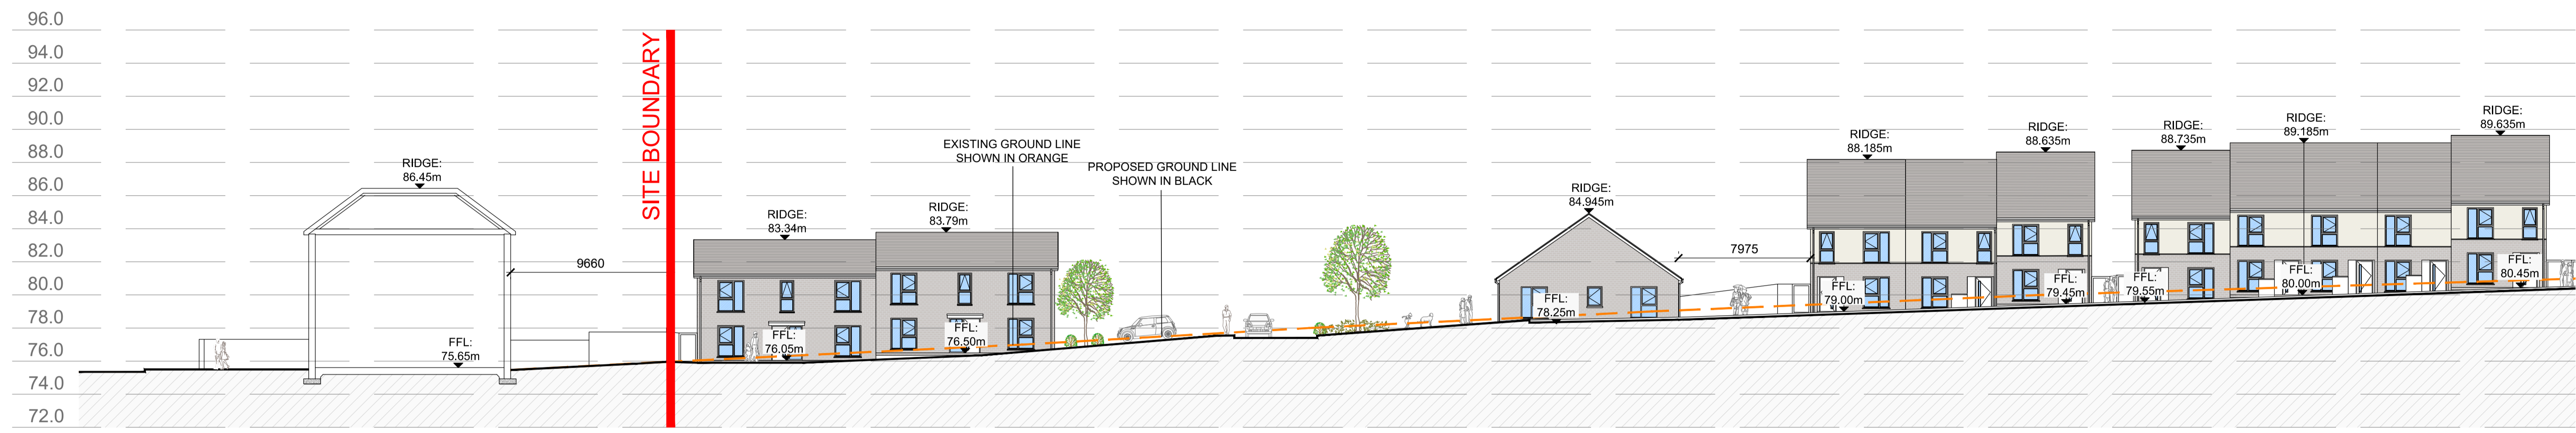 96.0
94.0
92.0
90.0
88.0
86.0
84.0
82.0
80.0
78.0
76.0
74.0
72.0
RIDGE:
86.45m
FFL:
75.65m
9660
SITE BOUNDARY
RIDGE:
83.34m
FFL:
76.05m
RIDGE:
83.79m
FFL:
76.50m
EXISTING GROUND LINE
SHOWN IN ORANGE
PROPOSED GROUND LINE
SHOWN IN BLACK
RIDGE:
84.945m
FFL:
78.25m
7975
RIDGE:
88.185m
FFL:
79.00m
RIDGE:
88.635m
FFL:
79.45m
RIDGE:
88.735m
FFL:
79.55m
RIDGE:
89.185m
FFL:
80.00m
RIDGE:
89.635m
FFL:
80.45m